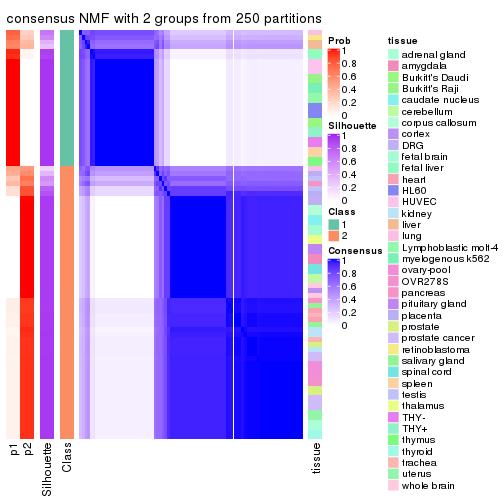 consensus NMF with 2 groups from 250 partitions
Prob
1
0.8
0.6
0.4
0.2
0
Silhouette
1
0.8
0.6
0.4
0.2
0
Class
1
2
Consensus
1
0.8
0.6
0.4
0.2
0
tissue
adrenal gland
amygdala
Burkitt's Daudi
Burkitt's Raji
caudate nucleus
cerebellum
corpus callosum
cortex
DRG
fetal brain
fetal liver
heart
HL60
HUVEC
kidney
liver
lung
Lymphoblastic molt-4
myelogenous k562
ovary-pool
OVR278S
pancreas
pituitary gland
placenta
prostate
prostate cancer
retinoblastoma
salivary gland
spinal cord
spleen
testis
thalamus
THY-
THY+
thymus
thyroid
trachea
uterus
whole brain
p1
p2
Silhouette
Class
tissue